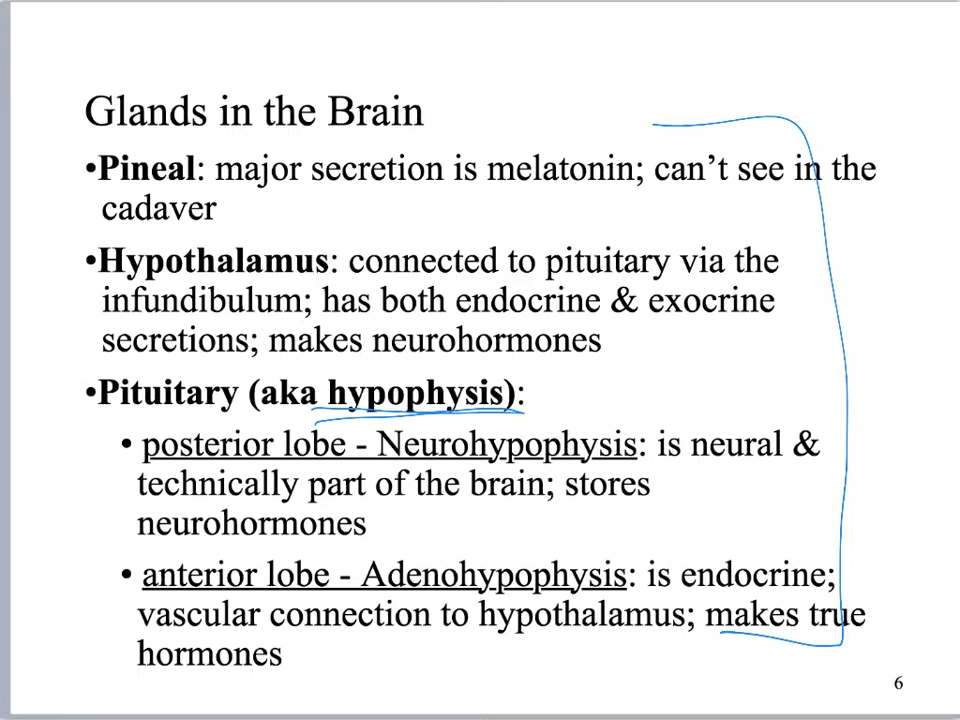 Glands in the Brain
•Pineal: major secretion is melatonin; can’t see in the
cadaver
•Hypothalamus: connected to pituitary via the
infundibulum; has both endocrine & exocrine
secretions; makes neurohormones
•Pituitary (aka hypophysis):
• posterior lobe - Neurohypophysis: is neural &
technically part of the brain; stores
neurohormones
• anterior lobe - Adenohypophysis: is endocrine;
vascular connection to hypothalamus; makes true
hormones
6